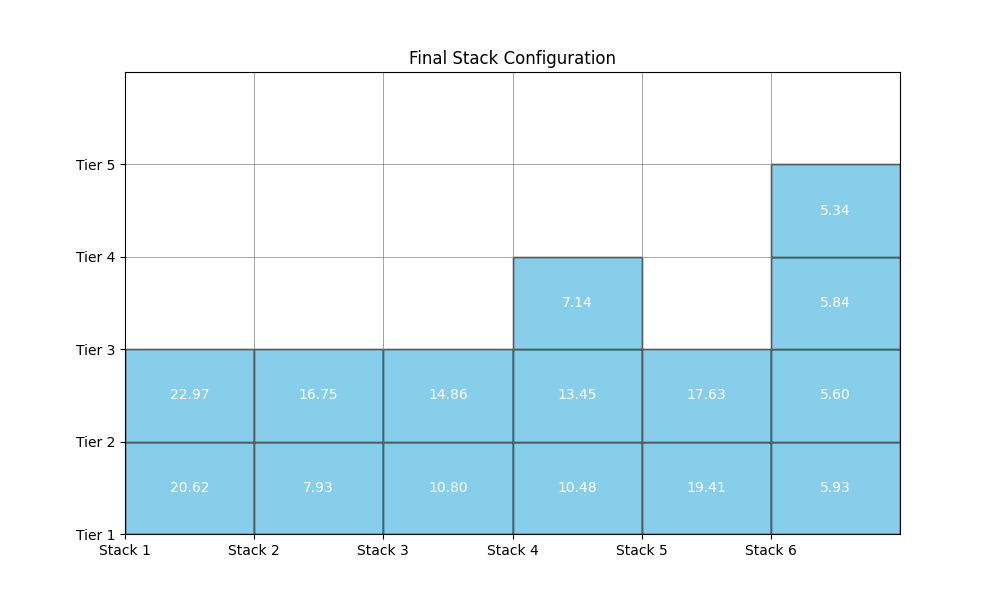 Final Stack Configuration
Tier 5
5.34
Tier 4
7.14
5.84
Tier 3
22.97 16.75 14.86 13.45 17.63 5.60
Tier 2
20.62 7.93 10.80 10.48 19.41 5.93
Tier 1
Stack 1 Stack 2 Stack 3 Stack 4 Stack 5 Stack 6